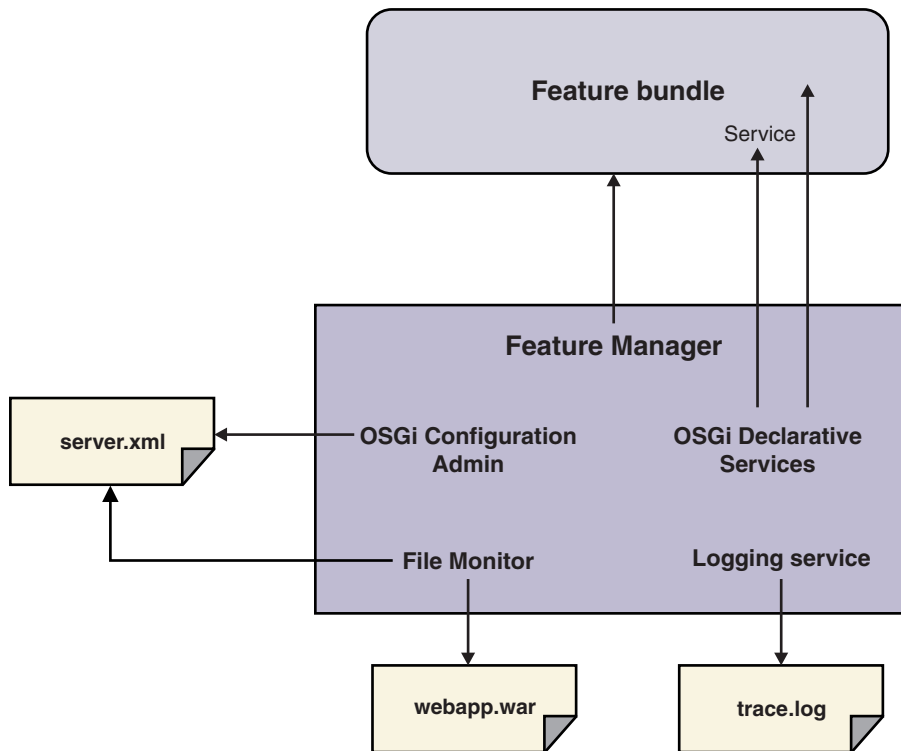 Feature bundle
Service
Feature Manager
OSGi Configuration
Admin
OSGi Declarative
Services
server.xml
File Monitor
Logging service
webapp.war
trace.log